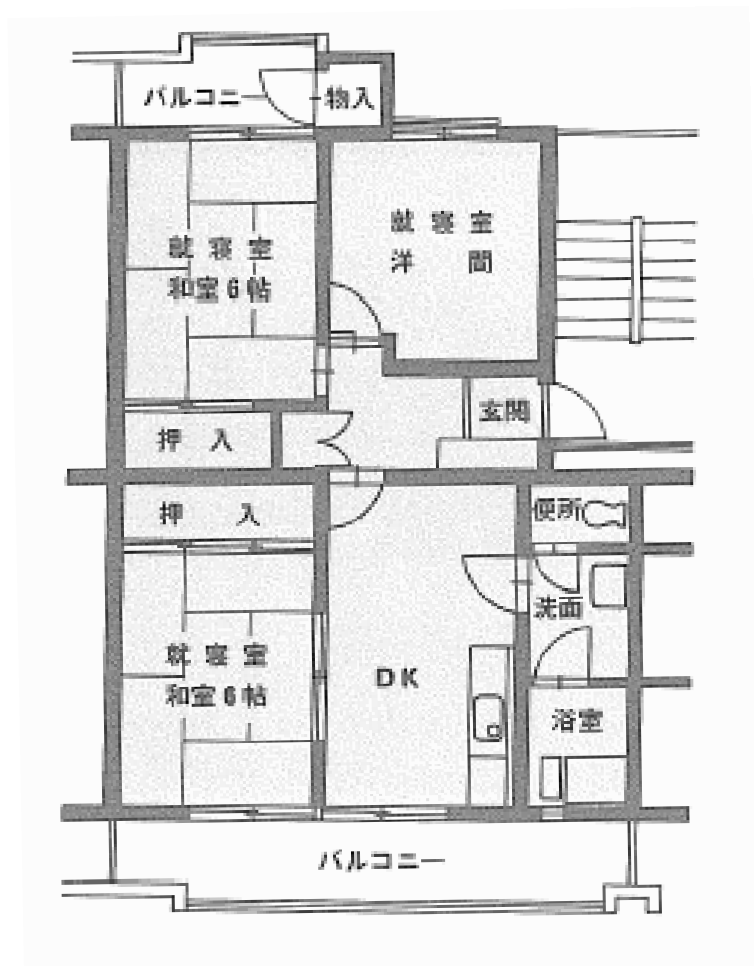 バルコニー
物入
就寝室
和室6帖
就寝室
洋間
押入
玄関
押入
便所
洗面
就寝室
和室6帖
DK
浴室
バルコニー